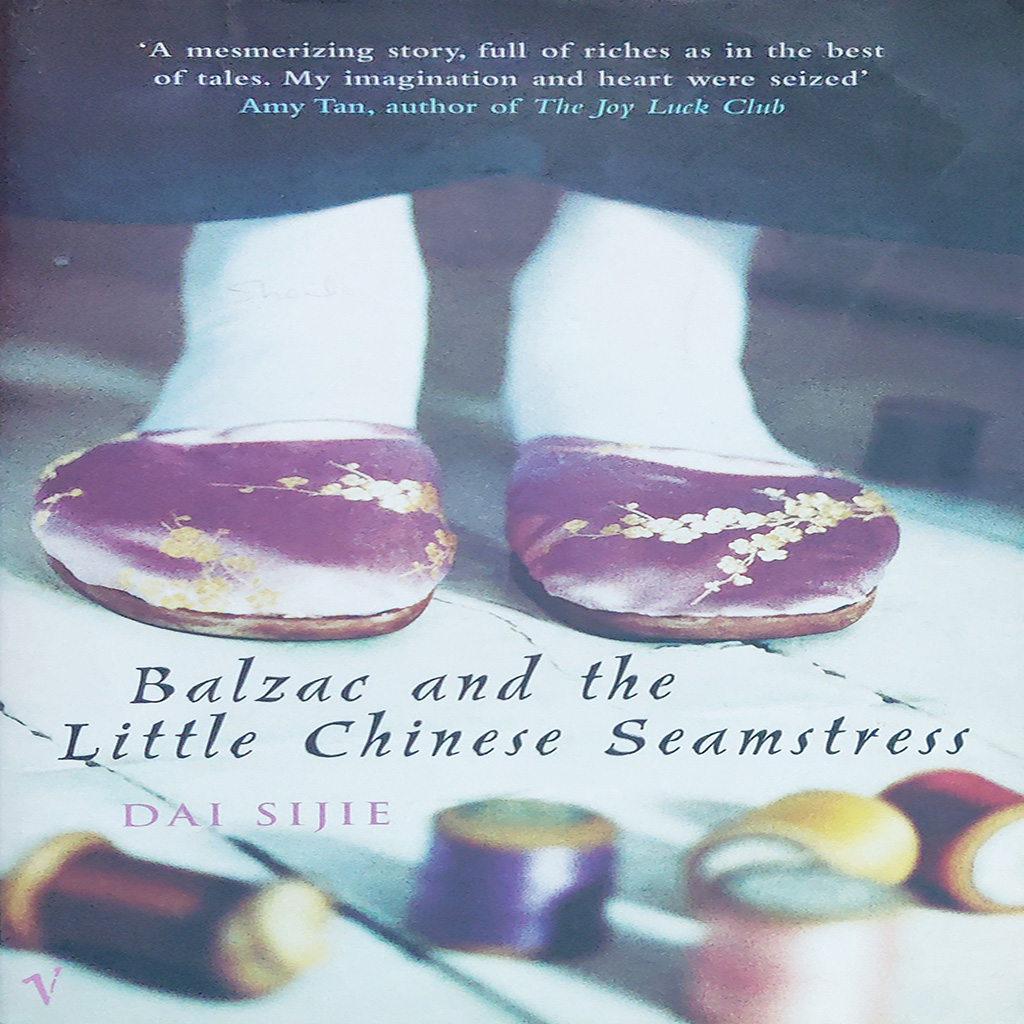 ‘A mesmerizing story, full of riches as in the best
of tales. My imagination and heart were seized’
Amy Tan, author of The Joy Luck Club
Balzac and the
Little Chinese Seamstress
DAI SIJIE
V